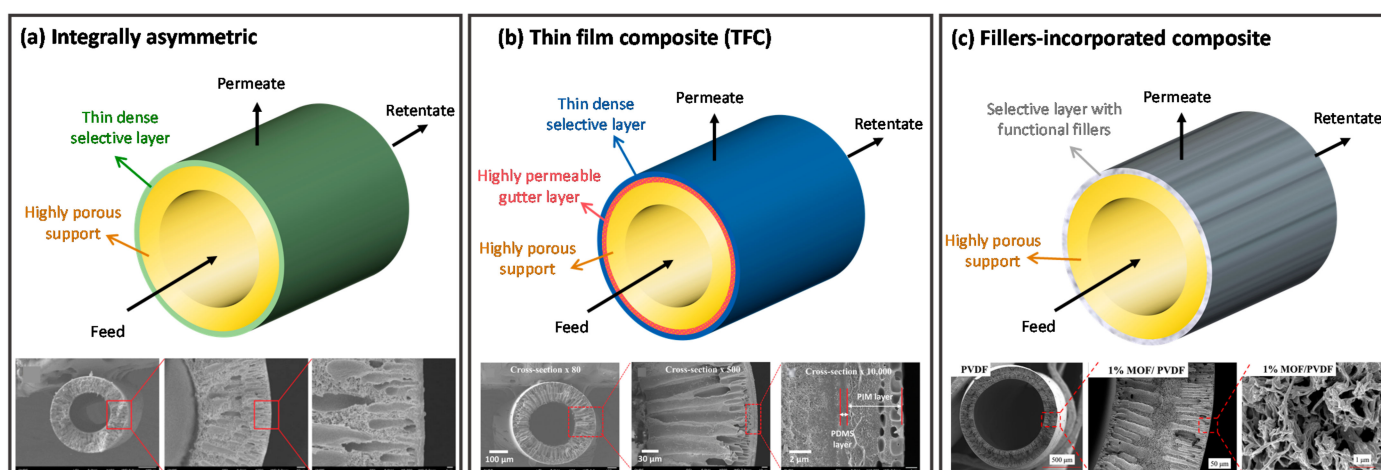 (a) Integrally asymmetric
Permeate
Retentate
Thin dense
selective layer
Highly porous
support
Feed
(b) Thin film composite (TFC)
Permeate
Retentate
Thin dense
selective layer
Highly permeable
gutter layer
Highly porous
support
Feed
Cross-section x 80
100 μm
Cross-section x 500
30 μm
Cross-section x 10,000
PIM layer
PDMS
layer
2 μm
(c) Fillers-incorporated composite
Permeate
Retentate
Selective layer with
functional fillers
Highly porous
support
Feed
PVDF
500 μm
1% MOF/ PVDF
50 μm
1% MOF/PVDF
1 μm